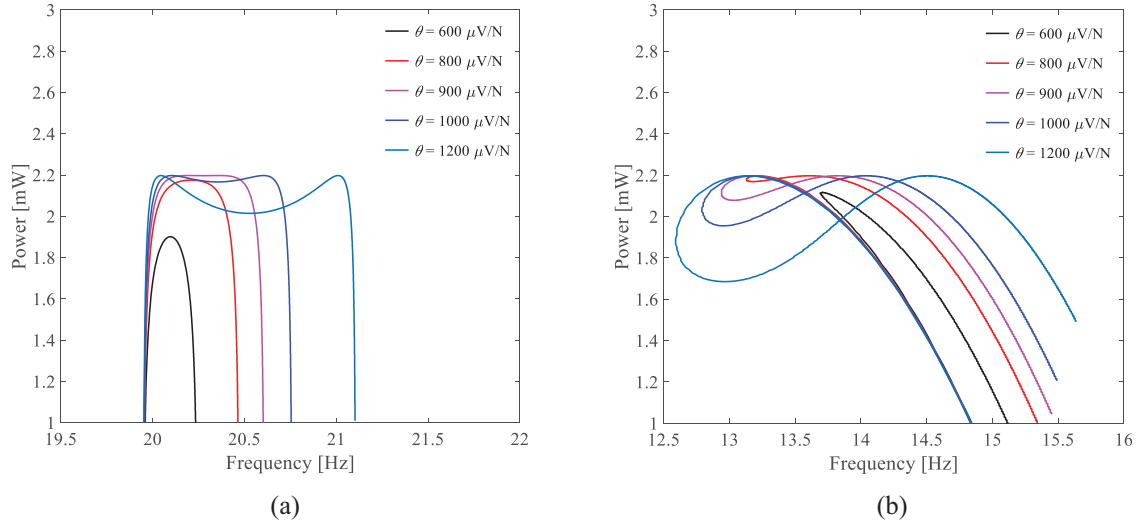 3
2.8
2.6
2.4
2.2
2
1.8
1.6
1.4
1.2
1
Power [mW]
θ = 600 μV/N
θ = 800 μV/N
θ = 900 μV/N
θ = 1000 μV/N
θ = 1200 μV/N
19.5 20 20.5 21 21.5 22
Frequency [Hz]
(a)
3
2.8
2.6
2.4
2.2
2
1.8
1.6
1.4
1.2
1
Power [mW]
θ = 600 μV/N
θ = 800 μV/N
θ = 900 μV/N
θ = 1000 μV/N
θ = 1200 μV/N
12.5 13 13.5 14 14.5 15 15.5 16
Frequency [Hz]
(b)